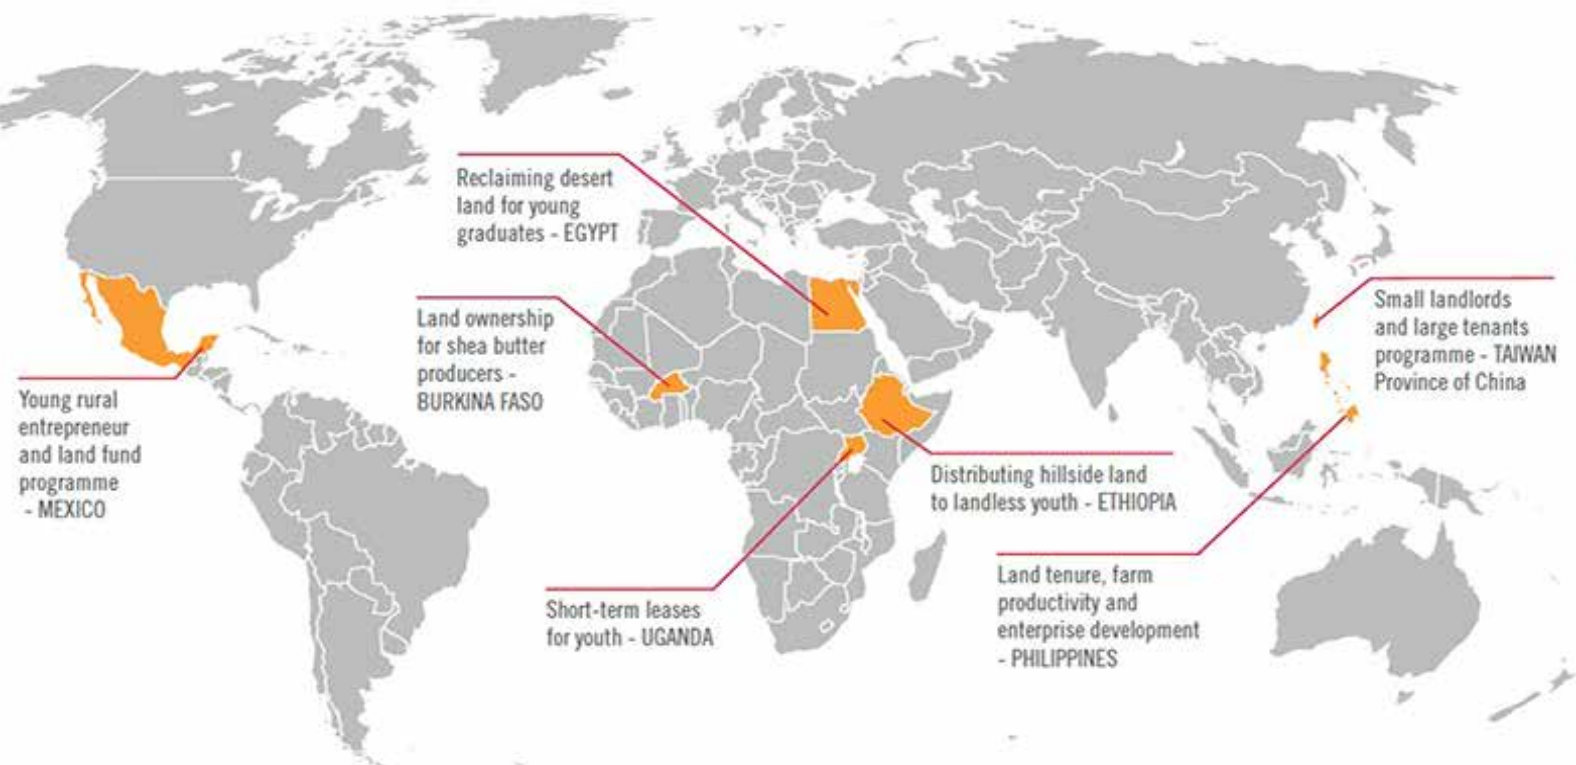 Reclaiming desert
land for young
graduates - EGYPT
Land ownership
for shea butter
producers -
BURKINA FASO
Small landlords
and large tenants
programme - TAIWAN
Province of China
Young rural
entrepreneur
and land fund
programme
- MEXICO
Distributing hillside land
to landless youth - ETHIOPIA
Short-term leases
for youth - UGANDA
Land tenure, farm
productivity and
enterprise development
- PHILIPPINES